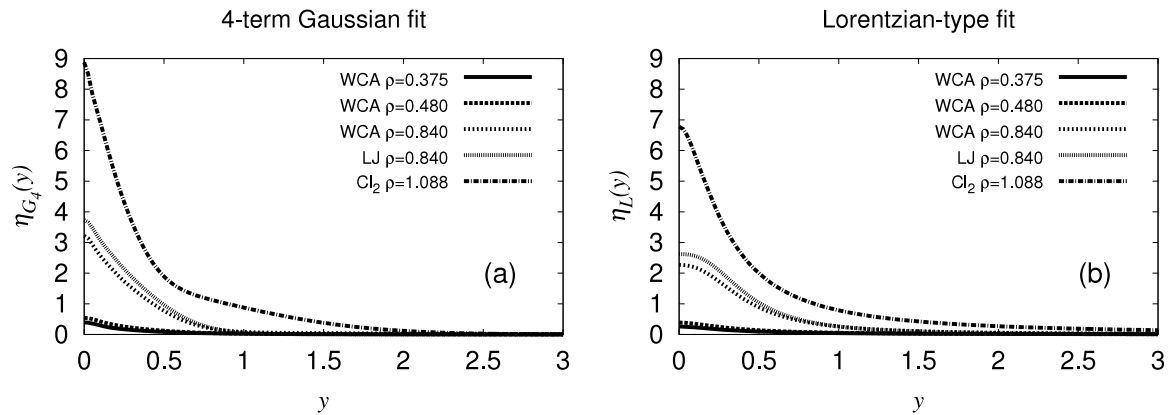 4-term Gaussian fit
9
8
7
6
5
4
3
2
1
0
η_{G_4}(y)
WCA ρ=0.375
WCA ρ=0.480
WCA ρ=0.840
LJ ρ=0.840
Cl₂ ρ=1.088
(a)
0 0.5 1 1.5 2 2.5 3
y
Lorentzian-type fit
9
8
7
6
5
4
3
2
1
0
η_L(y)
WCA ρ=0.375
WCA ρ=0.480
WCA ρ=0.840
LJ ρ=0.840
Cl₂ ρ=1.088
(b)
0 0.5 1 1.5 2 2.5 3
y